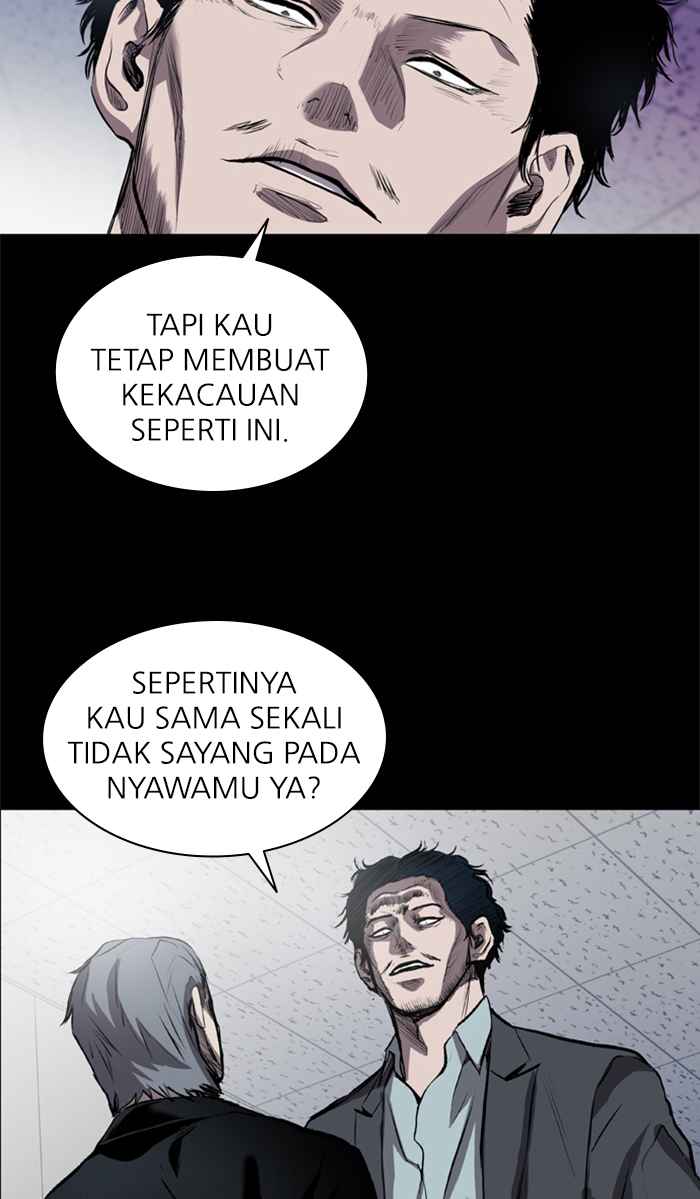 TAPI KAU
TETAP MEMBUAT
KEKACAUAN
SEPERTI INI.
SEPERTINYA
KAU SAMA SEKALI
TIDAK SAYANG PADA
NYAWAMU YA?